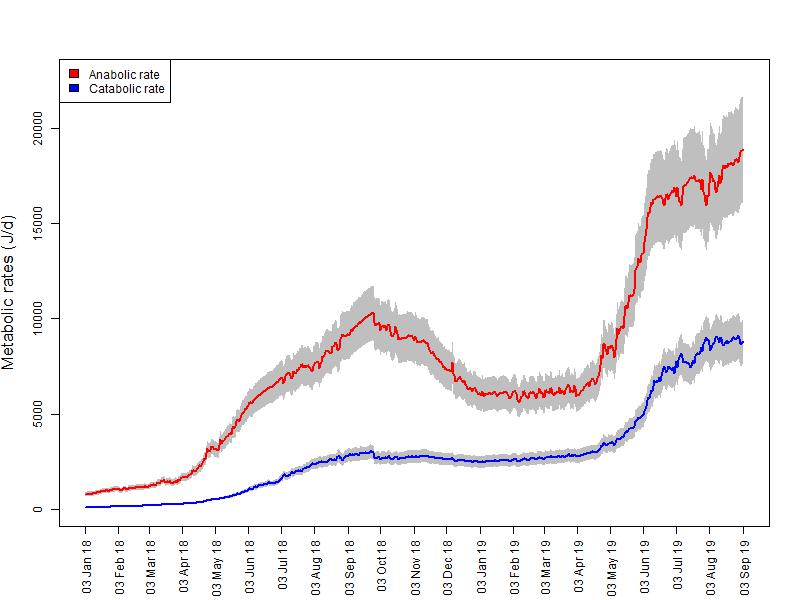 Anabolic rate
Catabolic rate
Metabolic rates (J/d)
20000
15000
10000
5000
0
03 Jan 18
03 Feb 18
03 Mar 18
03 Apr 18
03 May 18
03 Jun 18
03 Jul 18
03 Aug 18
03 Sep 18
03 Oct 18
03 Nov 18
03 Dec 18
03 Jan 19
03 Feb 19
03 Mar 19
03 Apr 19
03 May 19
03 Jun 19
03 Jul 19
03 Aug 19
03 Sep 19